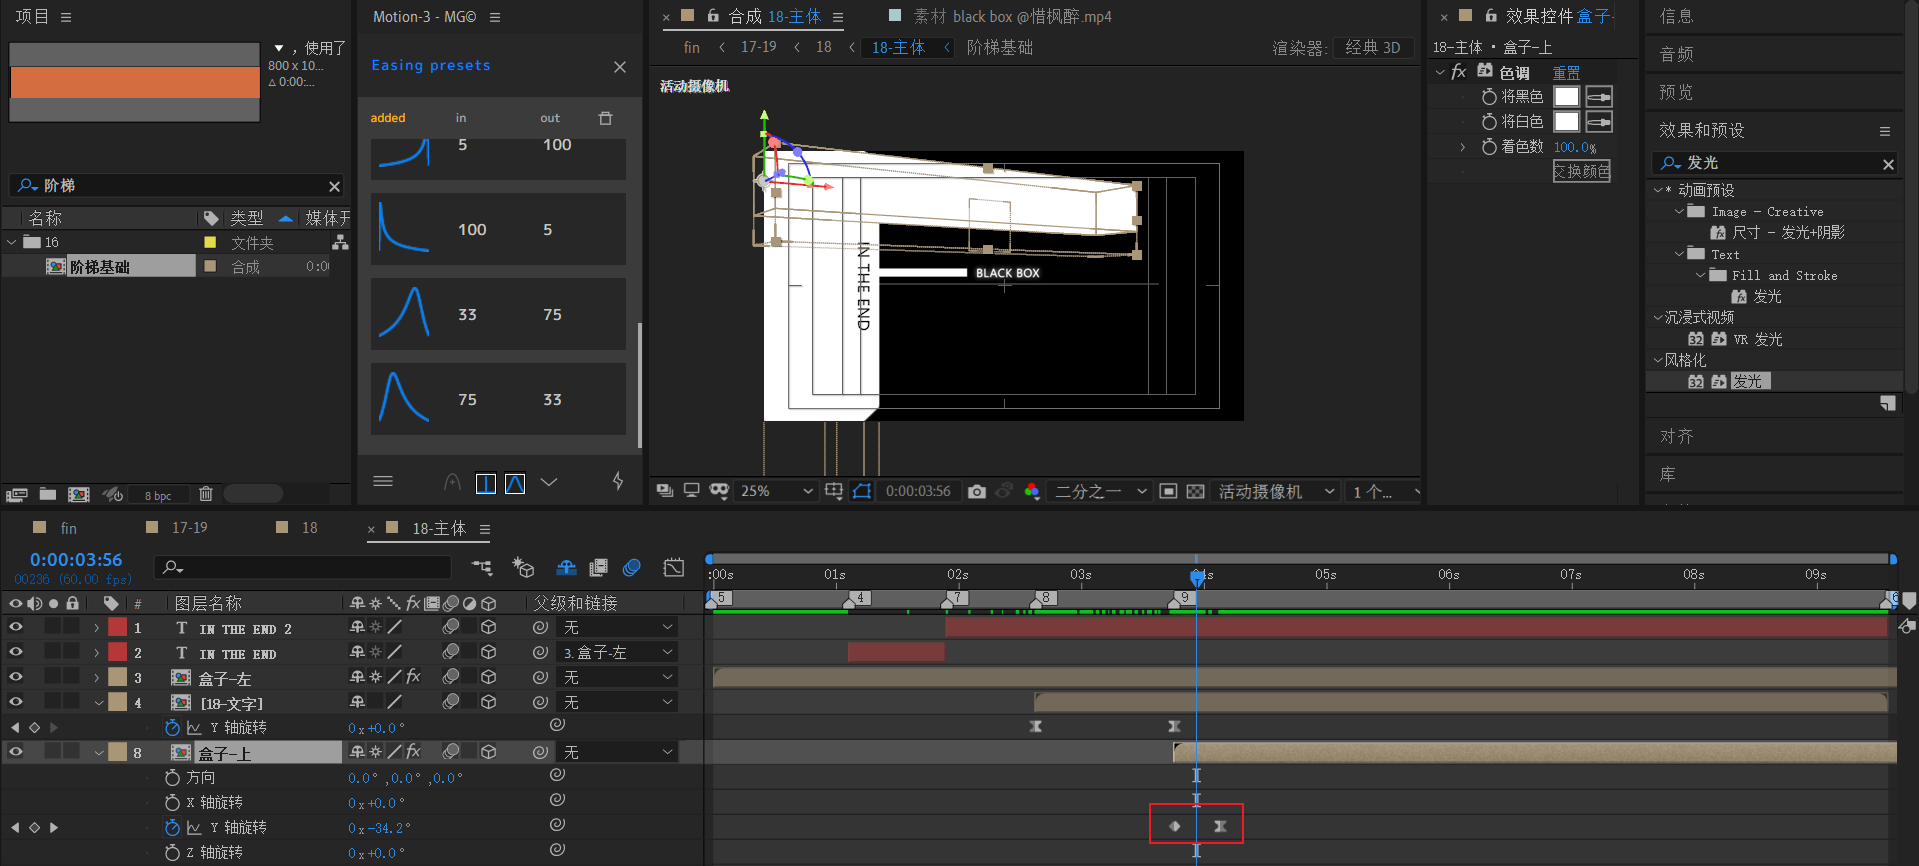 项目
，使用了
800 x 10...
△ 0:00:...
阶梯
名称 类型 媒体开
16 文件夹
阶梯基础 合成 0:00
8 bpc
Motion-3 - MG©
Easing presets
added in out
5 100
100 5
33 75
75 33
合成 18-主体
素材 black box @惜枫醉.mp4
fin 17-19 18 18-主体 阶梯基础
渲染器: 经典 3D
活动摄像机
IN THE END
BLACK BOX
25% 0:00:03:56 二分之一 活动摄像机 1 个...
效果控件 盒子-
18-主体 • 盒子-上
fx 色调 重置
将黑色
将白色
着色数 100.0%
交换颜色
信息
音频
预览
效果和预设
发光
* 动画预设
Image - Creative
尺寸 - 发光+阴影
Text
Fill and Stroke
发光
沉浸式视频
32 VR 发光
风格化
32 发光
对齐
库
fin 17-19 18 18-主体
0:00:03:56
00236 (60.00 fps)
:00s 01s 02s 03s 04s 05s 06s 07s 08s 09s
5 4 7 8 9 6
# 图层名称 fx 父级和链接
1 T IN THE END 2 无
2 T IN THE END 3. 盒子-左
3 盒子-左 fx 无
4 [18-文字] 无
Y 轴旋转 0x+0.0°
8 盒子-上 fx 无
方向 0.0°,0.0°,0.0°
X 轴旋转 0x+0.0°
Y 轴旋转 0x-34.2°
Z 轴旋转 0x+0.0°